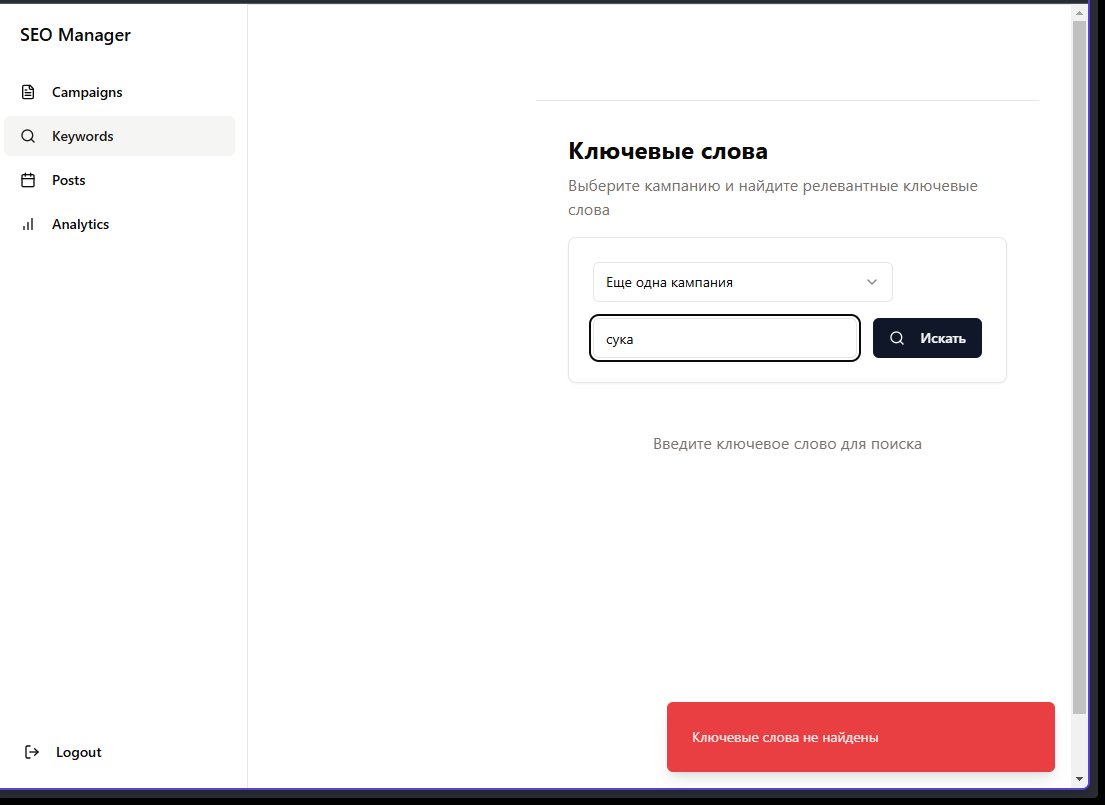 SEO Manager
Campaigns
Keywords
Posts
Analytics
Ключевые слова
Выберите кампанию и найдите релевантные ключевые
слова
Еще одна кампания
сука
Искать
Введите ключевое слово для поиска
Ключевые слова не найдены
Logout